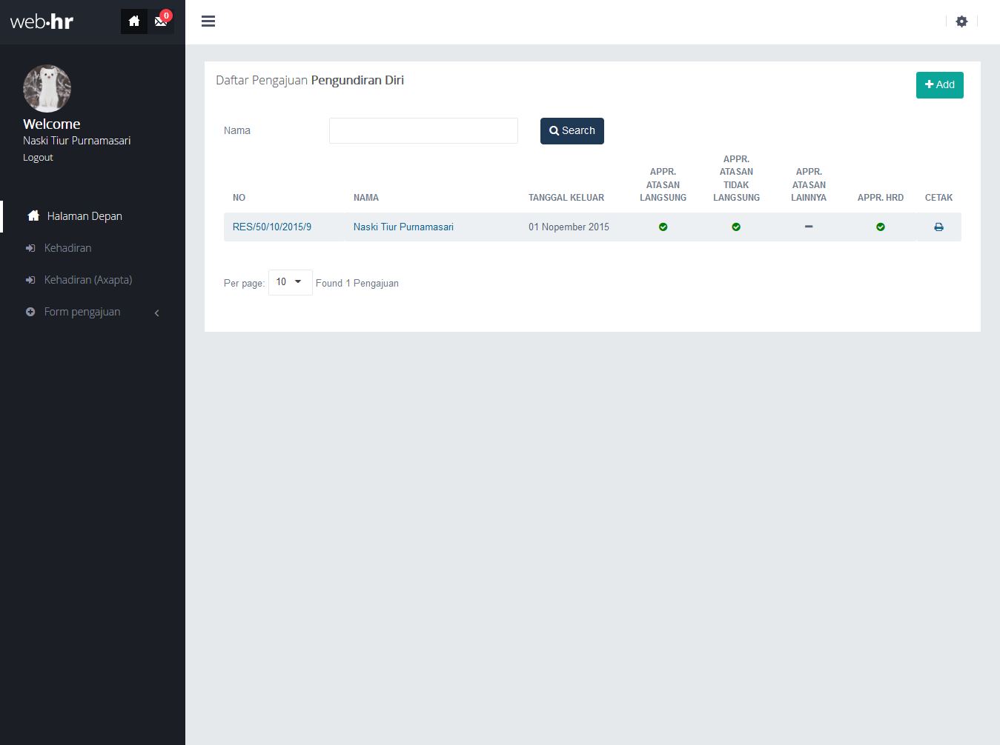 web·hr
0
Welcome
Naski Tiur Purnamasari
Logout
Halaman Depan
Kehadiran
Kehadiran (Axapta)
Form pengajuan
Daftar Pengajuan Pengundiran Diri
Add
Nama
Search
NO NAMA TANGGAL KELUAR APPR. ATASAN LANGSUNG APPR. ATASAN TIDAK LANGSUNG APPR. ATASAN LAINNYA APPR. HRD CETAK
RES/50/10/2015/9 Naski Tiur Purnamasari 01 Nopember 2015
Per page: 10 Found 1 Pengajuan